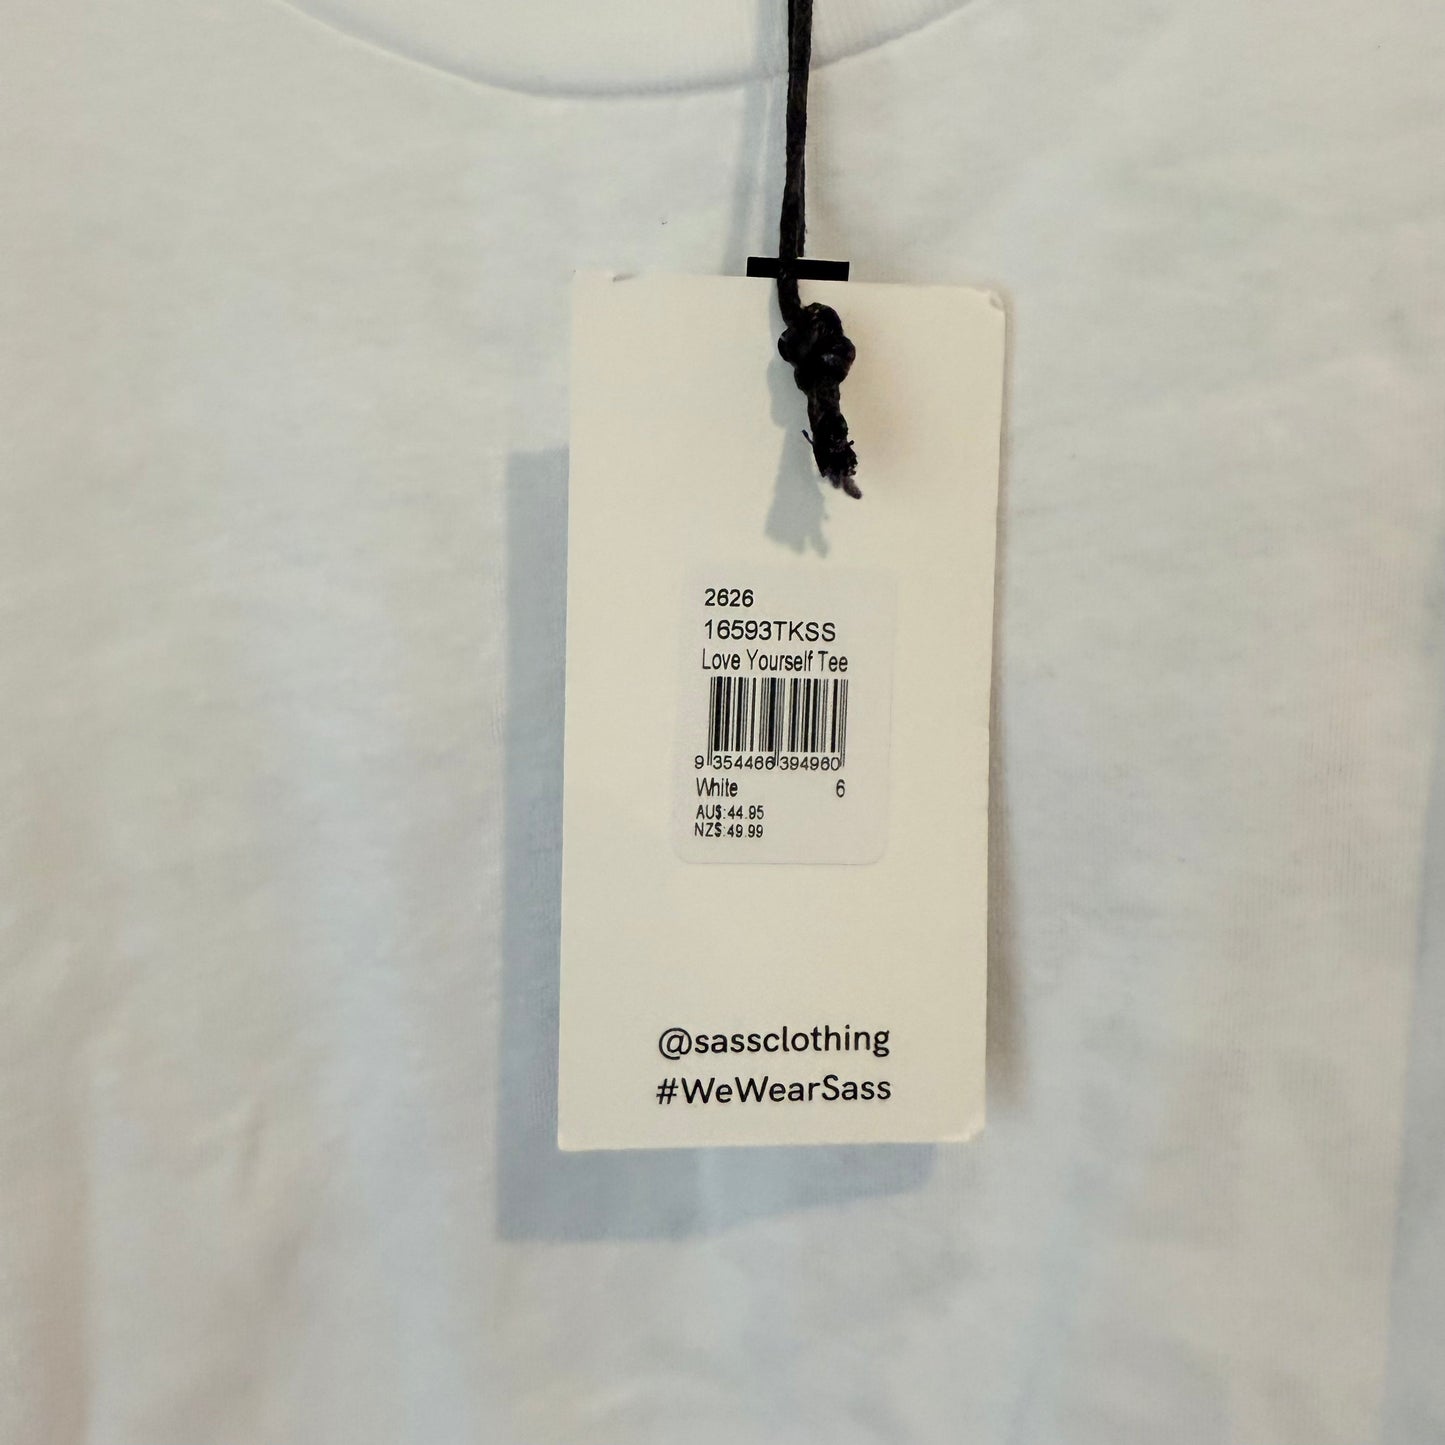 2626
16593TKSS
Love Yourself Tee
9 354466 394960
White 6
AU$:44.95
NZ$:49.99
@sassclothing
#WeWearSass